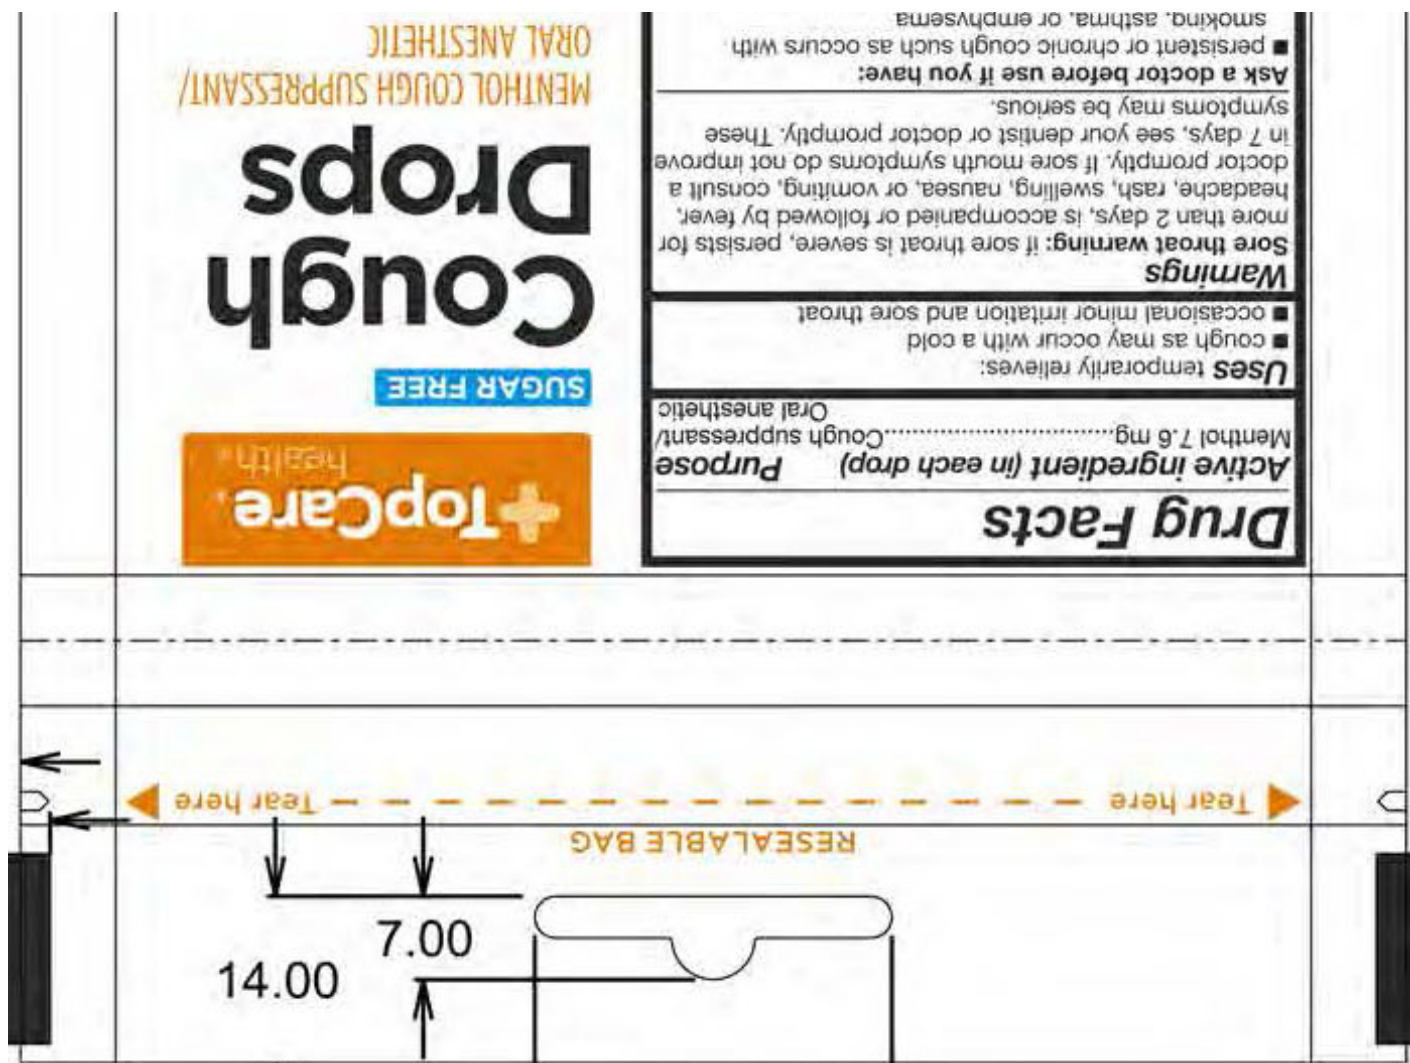 RESEALABLE BAG
Tear here
Tear here
7.00
14.00
Drug Facts
Active ingredient (in each drop) Purpose
Menthol 7.6 mg....................................Cough suppressant/
Oral anesthetic
Uses temporarily relieves:
■ cough as may occur with a cold
■ occasional minor irritation and sore throat
Warnings
Sore throat warning: if sore throat is severe, persists for
more than 2 days, is accompanied or followed by fever,
headache, rash, swelling, nausea, or vomiting, consult a
doctor promptly. If sore mouth symptoms do not improve
in 7 days, see your dentist or doctor promptly. These
symptoms may be serious.
Ask a doctor before use if you have:
■ persistent or chronic cough such as occurs with
smoking, asthma, or emphysema
TopCare®
health®
SUGAR FREE
Cough
Drops
MENTHOL COUGH SUPPRESSANT/
ORAL ANESTHETIC